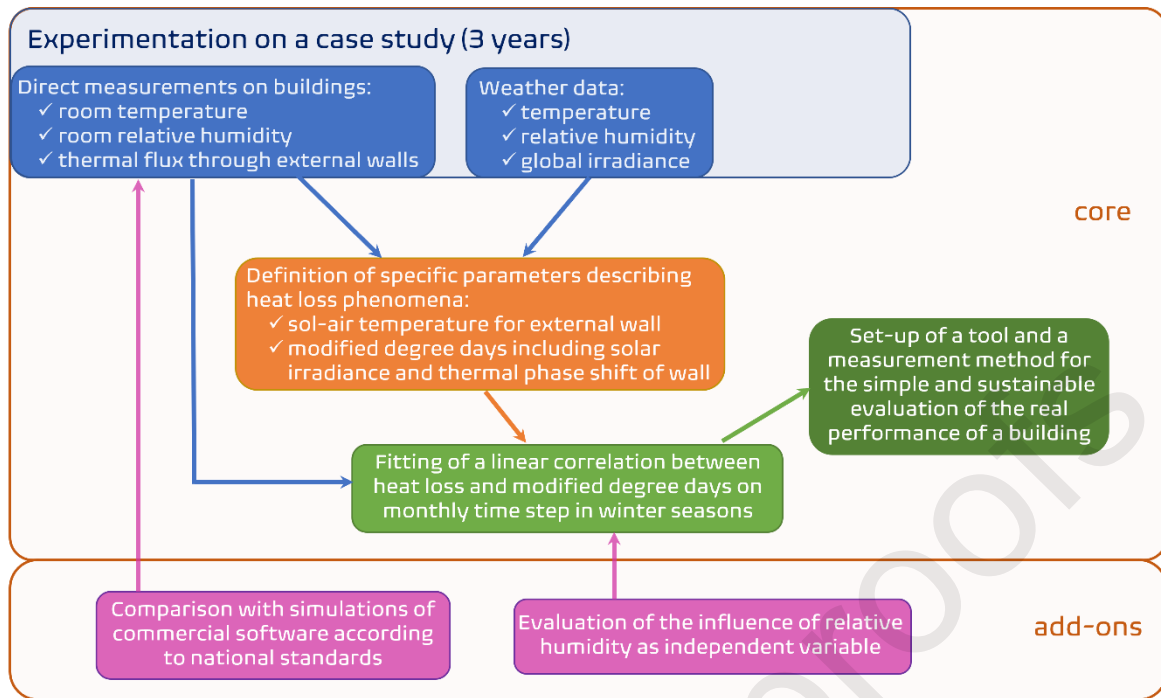 Experimentation on a case study (3 years)
Direct measurements on buildings:
✓ room temperature
✓ room relative humidity
✓ thermal flux through external walls
Weather data:
✓ temperature
✓ relative humidity
✓ global irradiance
core
Definition of specific parameters describing
heat loss phenomena:
✓ sol-air temperature for external wall
✓ modified degree days including solar
irradiance and thermal phase shift of wall
Set-up of a tool and a
measurement method for
the simple and sustainable
evaluation of the real
performance of a building
Fitting of a linear correlation between
heat loss and modified degree days on
monthly time step in winter seasons
Comparison with simulations of
commercial software according
to national standards
Evaluation of the influence of relative
humidity as independent variable
add-ons
proofs